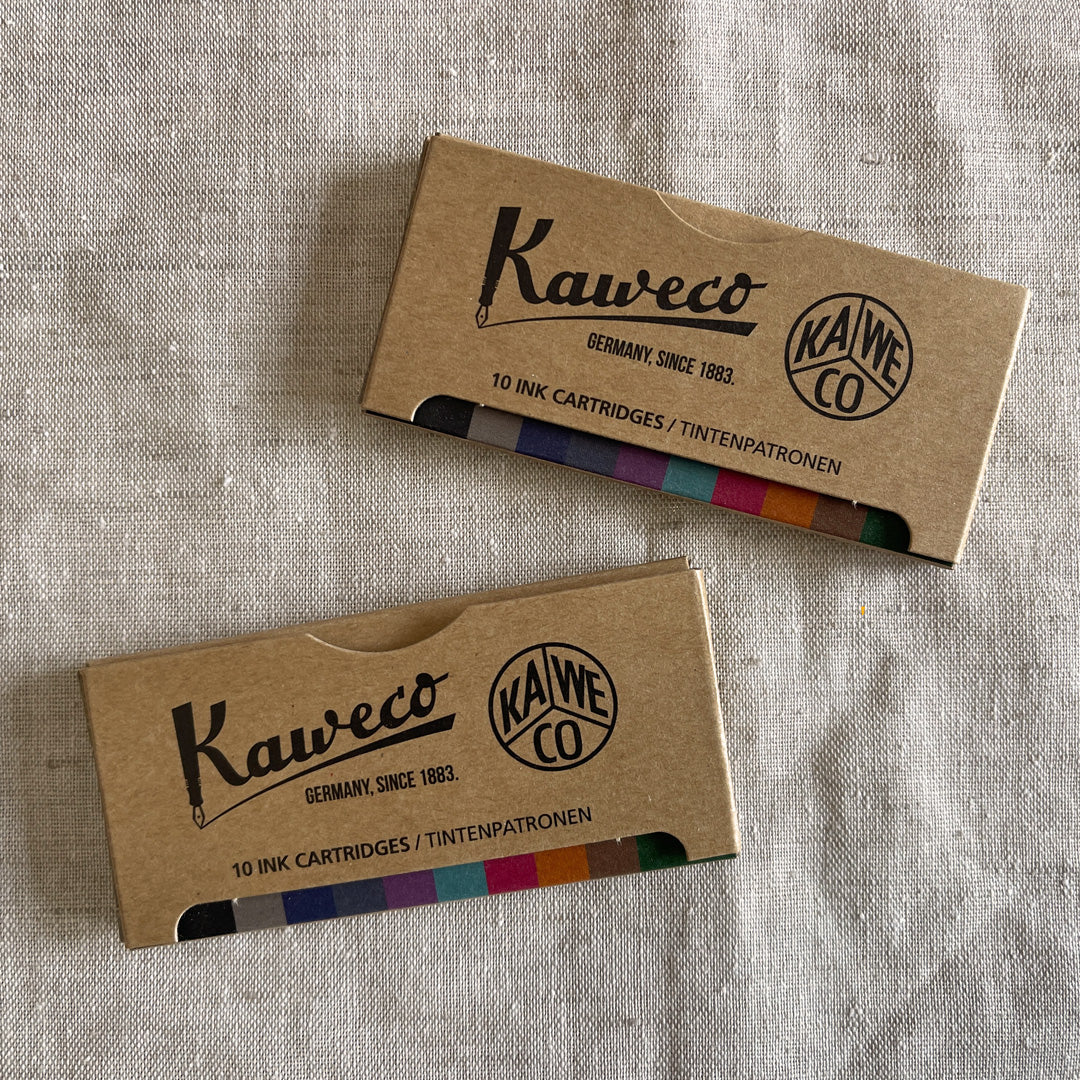 Kaweco
GERMANY, SINCE 1883.
KA WE
CO
10 INK CARTRIDGES / TINTENPATRONEN
Kaweco
GERMANY, SINCE 1883.
KA WE
CO
10 INK CARTRIDGES / TINTENPATRONEN